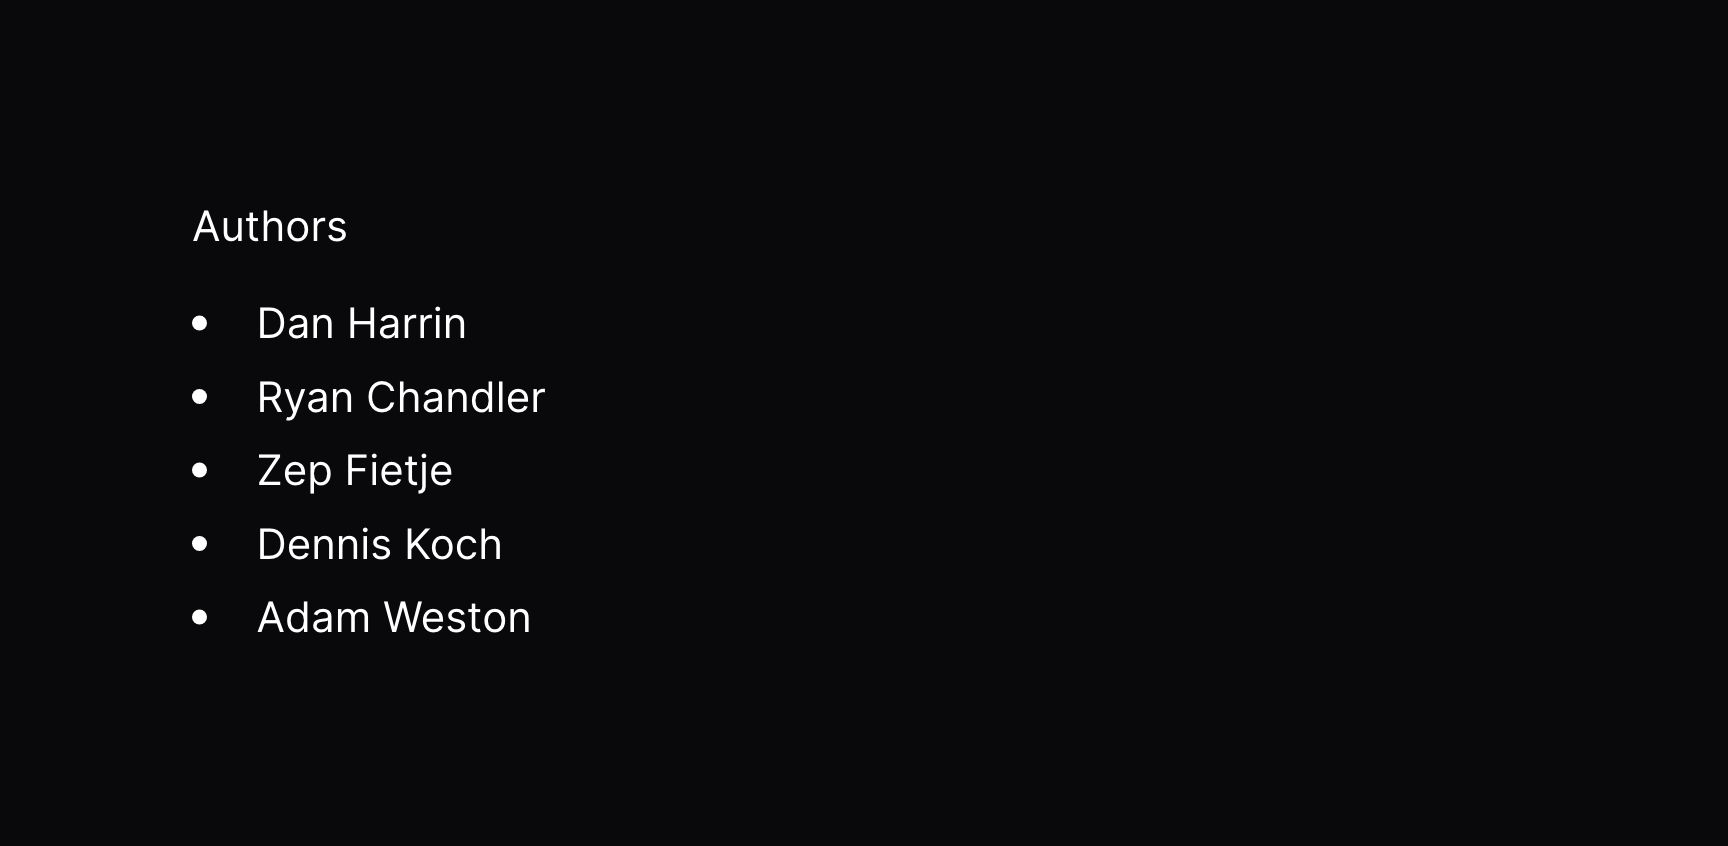 Authors
• Dan Harrin
• Ryan Chandler
• Zep Fietje
• Dennis Koch
• Adam Weston